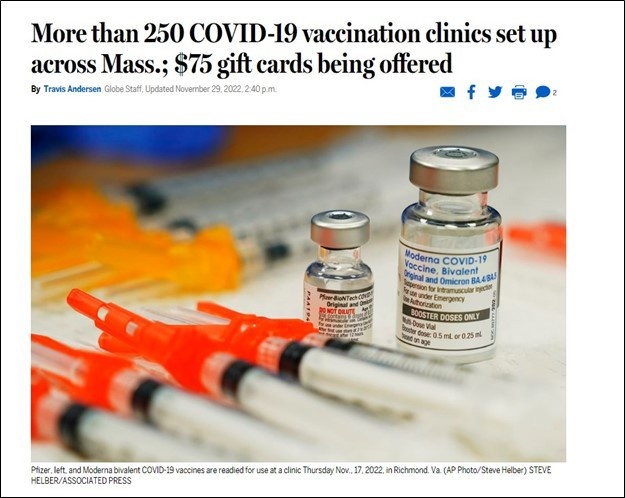 More than 250 COVID-19 vaccination clinics set up
across Mass.; $75 gift cards being offered
By Travis Andersen Globe Staff, Updated November 29, 2022, 2:40 p.m.
2
Moderna COVID-19
Vaccine, Bivalent
Original and Omicron BA.4/BA.5
Suspension for Intramuscular Injection
For use under Emergency
Use Authorization
BOOSTER DOSES ONLY
Multi-Dose Vial
Booster dose: 0.5 mL or 0.25 mL
based on age
Pfizer-BioNTech COVID
Original and
DO NOT DILUTE
Pfizer, left, and Moderna bivalent COVID-19 vaccines are readied for use at a clinic Thursday Nov., 17, 2022, in Richmond. Va. (AP Photo/Steve Helber) STEVE
HELBER/ASSOCIATED PRESS